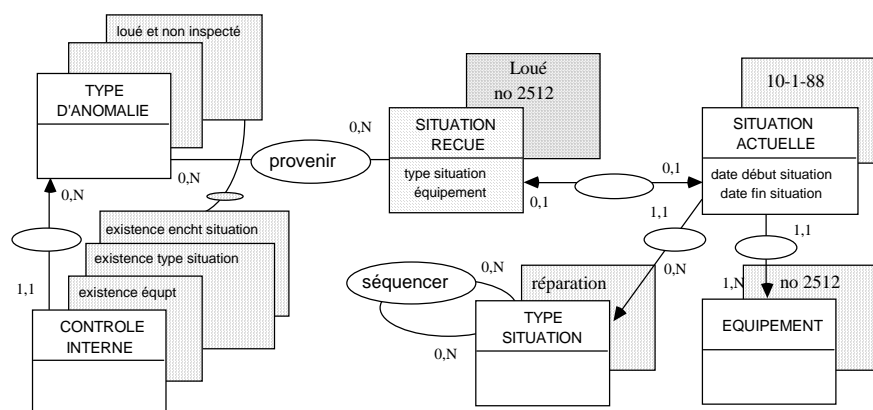 loué et non inspecté
TYPE
D'ANOMALIE
0,N
provenir
0,N
Loué
no 2512
SITUATION
RECUE
type situation
équipement
0,1
0,1
10-1-88
SITUATION
ACTUELLE
date début situation
date fin situation
1,1
0,N
1,1
1,N
0,N
1,1
existence encht situation
existence type situation
existence équpt
CONTROLE
INTERNE
séquencer
0,N
0,N
réparation
TYPE
SITUATION
no 2512
EQUIPEMENT